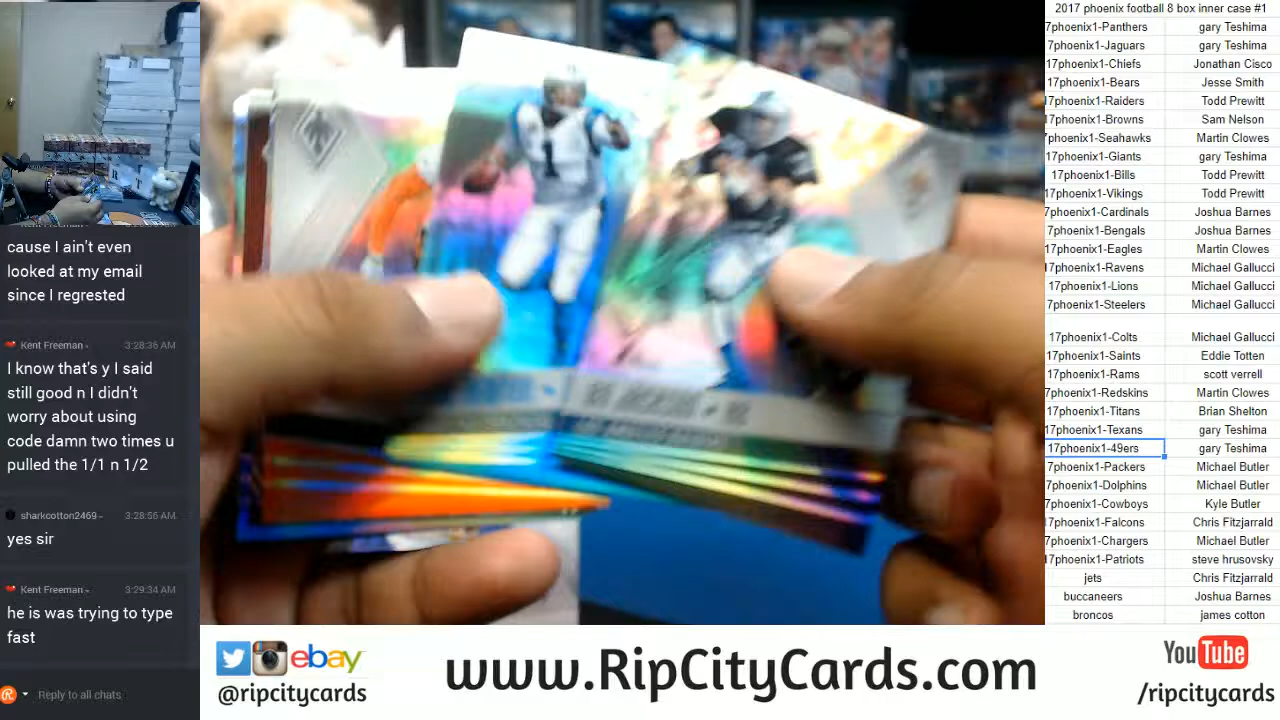 cause I ain't even
looked at my email
since I regrested
Kent Freeman 3:28:36 AM
I know that's y I said
still good n I didn't
worry about using
code damn two times u
pulled the 1/1 n 1/2
sharkcotton2469 3:28:56 AM
yes sir
Kent Freeman 3:29:34 AM
he is was trying to type
fast
Reply to all chats
1
2017 phoenix football 8 box inner case #1
7phoenix1-Panthers gary Teshima
7phoenix1-Jaguars gary Teshima
17phoenix1-Chiefs Jonathan Cisco
17phoenix1-Bears Jesse Smith
17phoenix1-Raiders Todd Prewitt
17phoenix1-Browns Sam Nelson
7phoenix1-Seahawks Martin Clowes
17phoenix1-Giants gary Teshima
17phoenix1-Bills Todd Prewitt
17phoenix1-Vikings Todd Prewitt
7phoenix1-Cardinals Joshua Barnes
17phoenix1-Bengals Joshua Barnes
17phoenix1-Eagles Martin Clowes
17phoenix1-Ravens Michael Gallucci
17phoenix1-Lions Michael Gallucci
7phoenix1-Steelers Michael Gallucci
17phoenix1-Colts Michael Gallucci
17phoenix1-Saints Eddie Totten
17phoenix1-Rams scott verrell
7phoenix1-Redskins Martin Clowes
17phoenix1-Titans Brian Shelton
17phoenix1-Texans gary Teshima
17phoenix1-49ers gary Teshima
7phoenix1-Packers Michael Butler
7phoenix1-Dolphins Michael Butler
7phoenix1-Cowboys Kyle Butler
17phoenix1-Falcons Chris Fitzjarrald
7phoenix1-Chargers Michael Butler
17phoenix1-Patriots steve hrusovsky
jets Chris Fitzjarrald
buccaneers Joshua Barnes
broncos james cotton
ebay
@ripcitycards
www.RipCityCards.com
YouTube
/ripcitycards